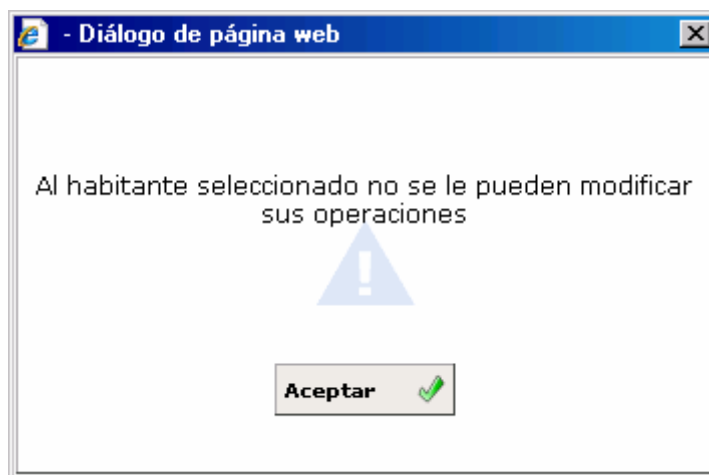 - Diálogo de página web
Al habitante seleccionado no se le pueden modificar
sus operaciones
Aceptar